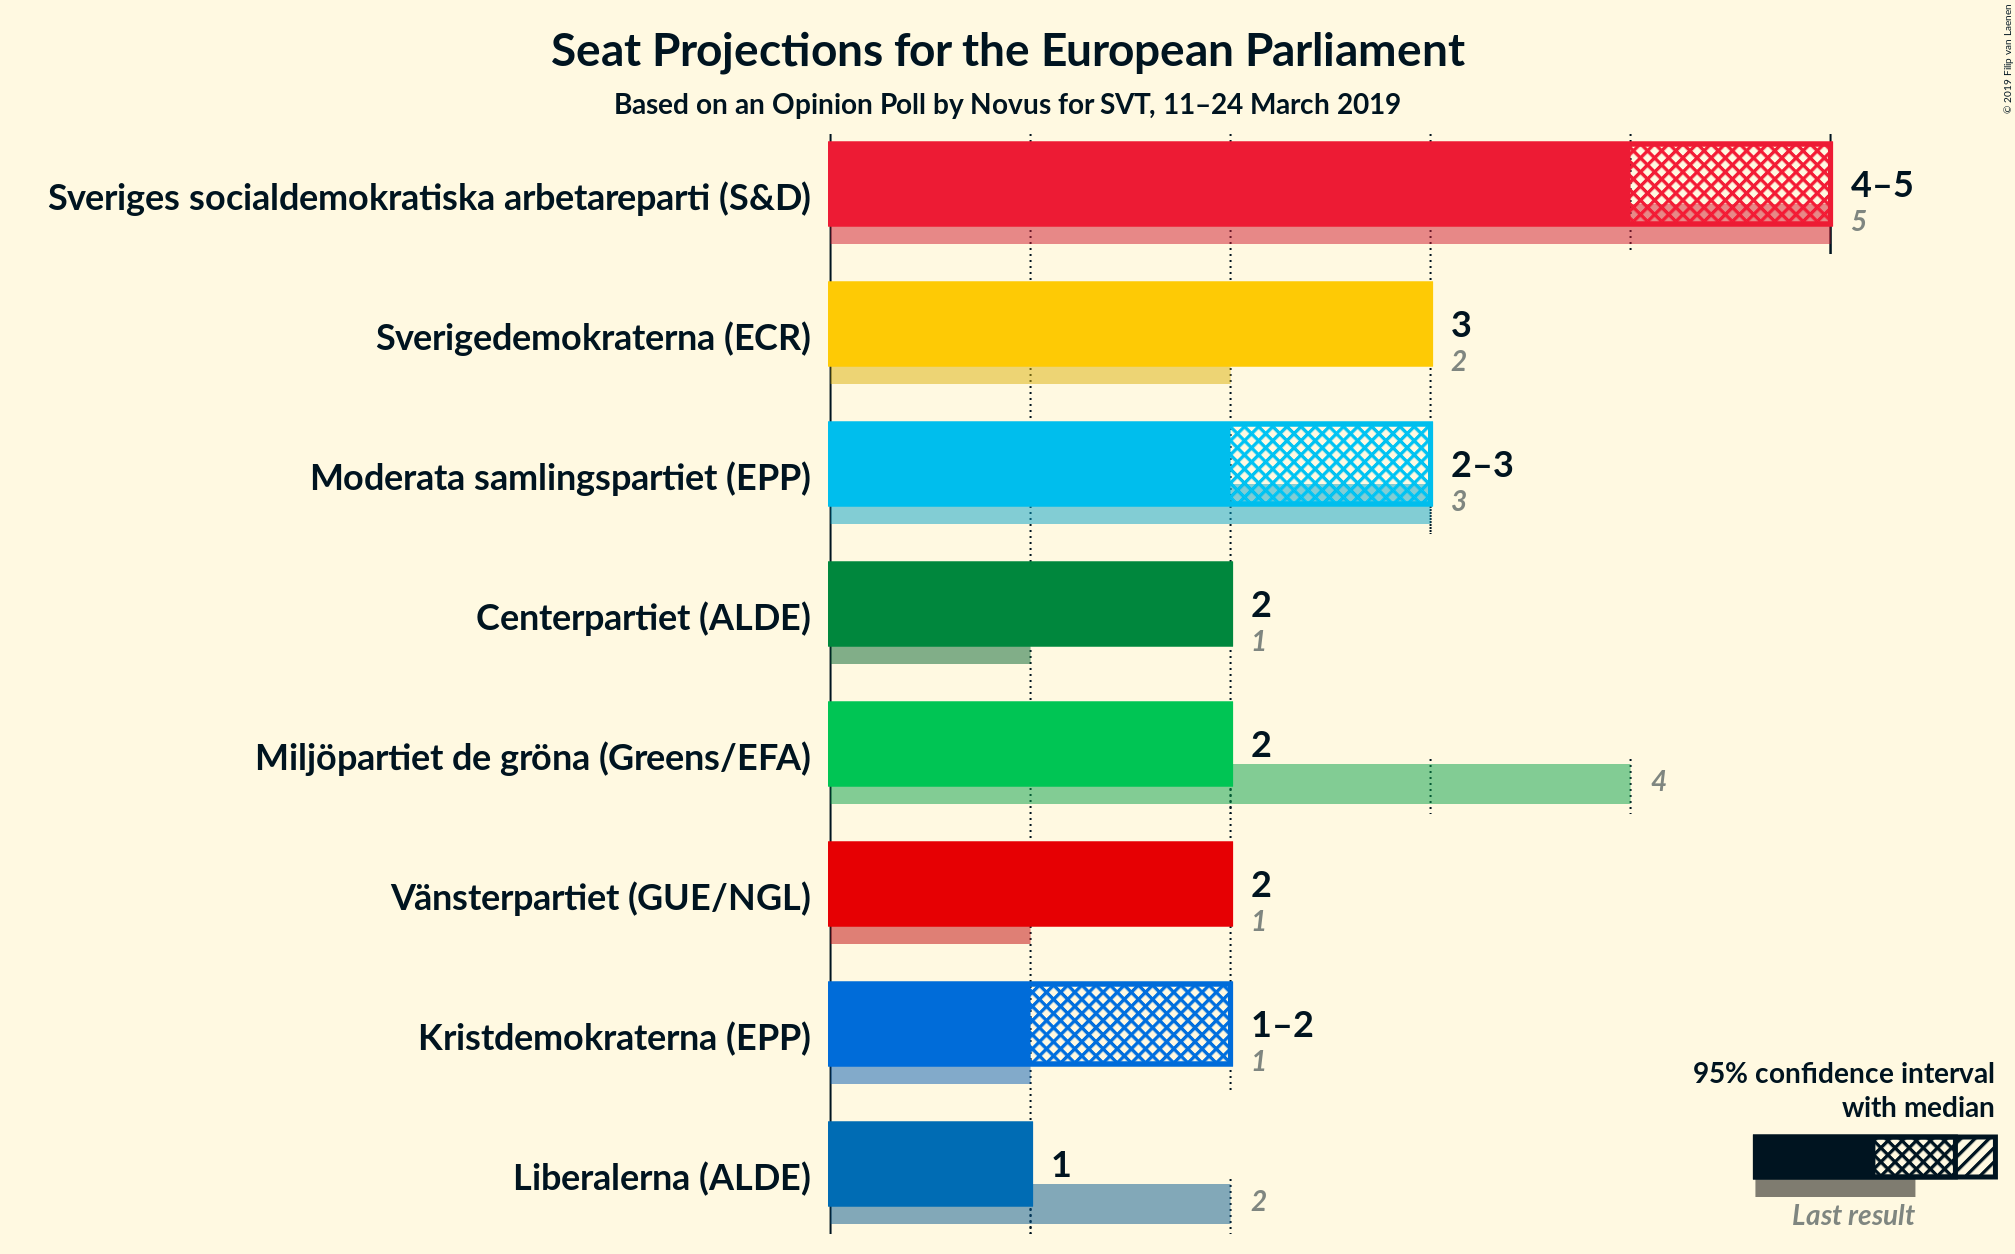 Seat Projections for the European Parliament
Based on an Opinion Poll by Novus for SVT, 11–24 March 2019
© 2019 Filip van Laenen
Sveriges socialdemokratiska arbetareparti (S&D)
4–5
5
Sverigedemokraterna (ECR)
3
2
Moderata samlingspartiet (EPP)
2–3
3
Centerpartiet (ALDE)
2
1
Miljöpartiet de gröna (Greens/EFA)
2
4
Vänsterpartiet (GUE/NGL)
2
1
Kristdemokraterna (EPP)
1–2
1
Liberalerna (ALDE)
1
2
95% confidence interval
with median
Last result